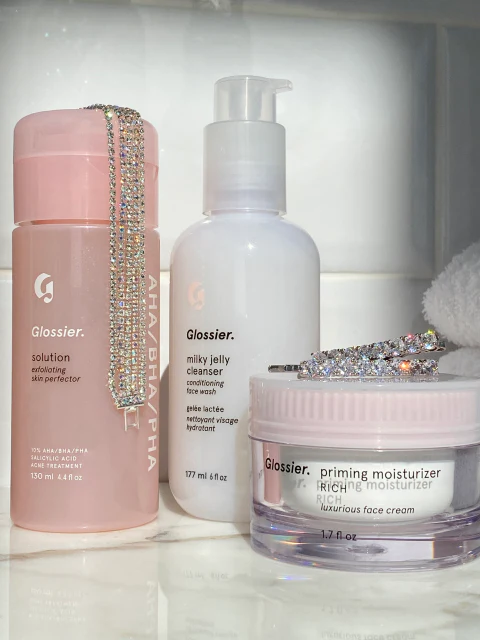 G
Glossier.
solution
exfoliating
skin perfector
10% AHA/BHA/PHA
SALICYLIC ACID
ACNE TREATMENT
130 ml 4.4 fl oz
AHA/BHA/PHA
G
Glossier.
milky jelly
cleanser
conditioning
face wash
gelée lactée
nettoyant visage
hydratant
177 ml 6 fl oz
Glossier. priming moisturizer
RICH
luxurious face cream
1.7 fl oz